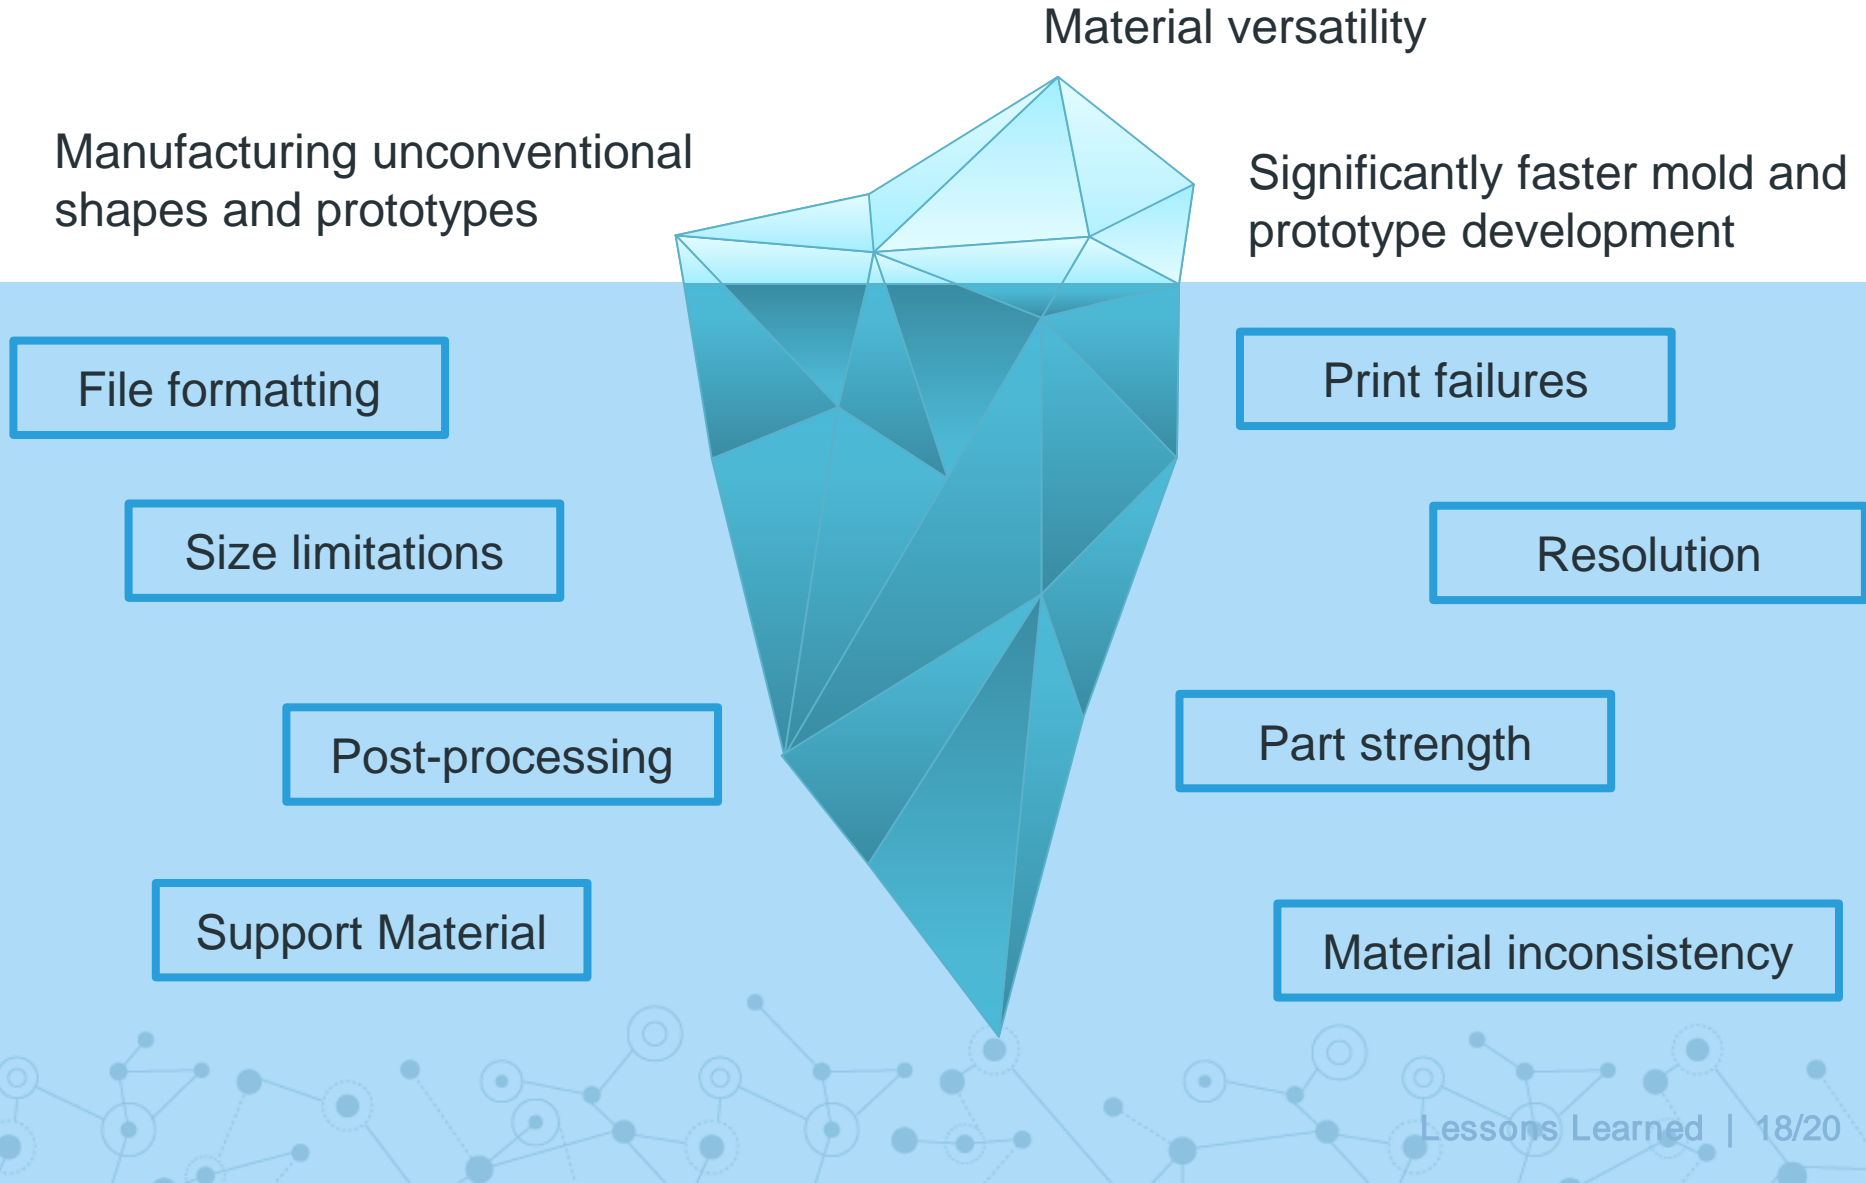 Material versatility
Manufacturing unconventional
shapes and prototypes
Significantly faster mold and
prototype development
File formatting
Print failures
Size limitations
Resolution
Post-processing
Part strength
Support Material
Material inconsistency
Lessons Learned | 18/20